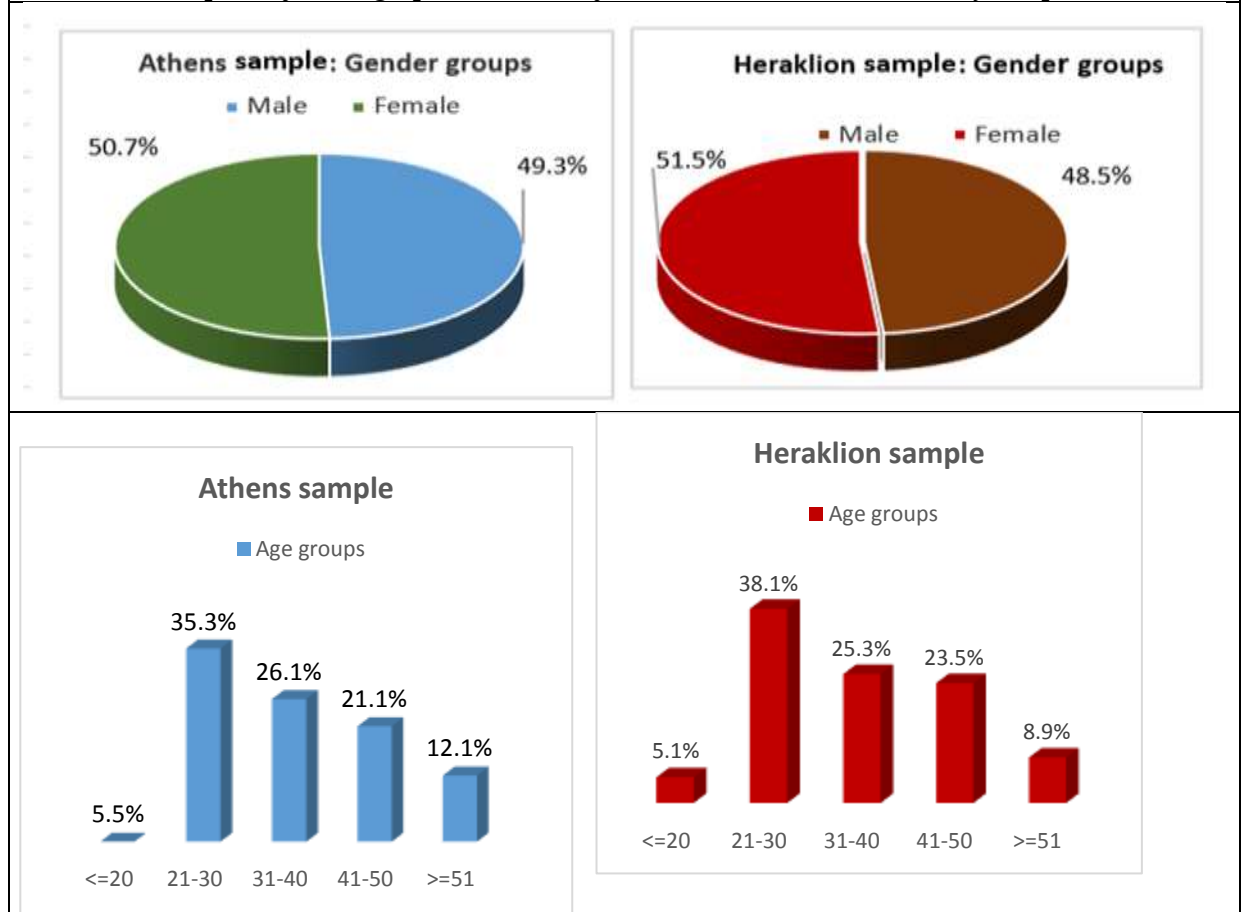 Athens sample: Gender groups
Male Female
50.7%
49.3%
Heraklion sample: Gender groups
Male Female
51.5%
48.5%
Athens sample
Age groups
5.5%
35.3%
26.1%
21.1%
12.1%
<=20 21-30 31-40 41-50 >=51
Heraklion sample
Age groups
5.1%
38.1%
25.3%
23.5%
8.9%
<=20 21-30 31-40 41-50 >=51